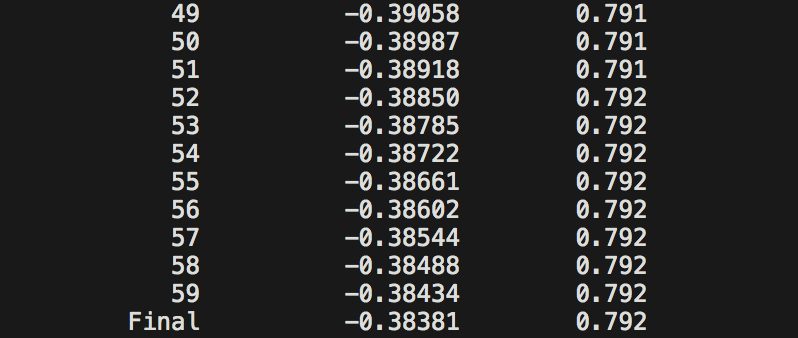 49 -0.39058 0.791
50 -0.38987 0.791
51 -0.38918 0.791
52 -0.38850 0.792
53 -0.38785 0.792
54 -0.38722 0.792
55 -0.38661 0.792
56 -0.38602 0.792
57 -0.38544 0.792
58 -0.38488 0.792
59 -0.38434 0.792
Final -0.38381 0.792